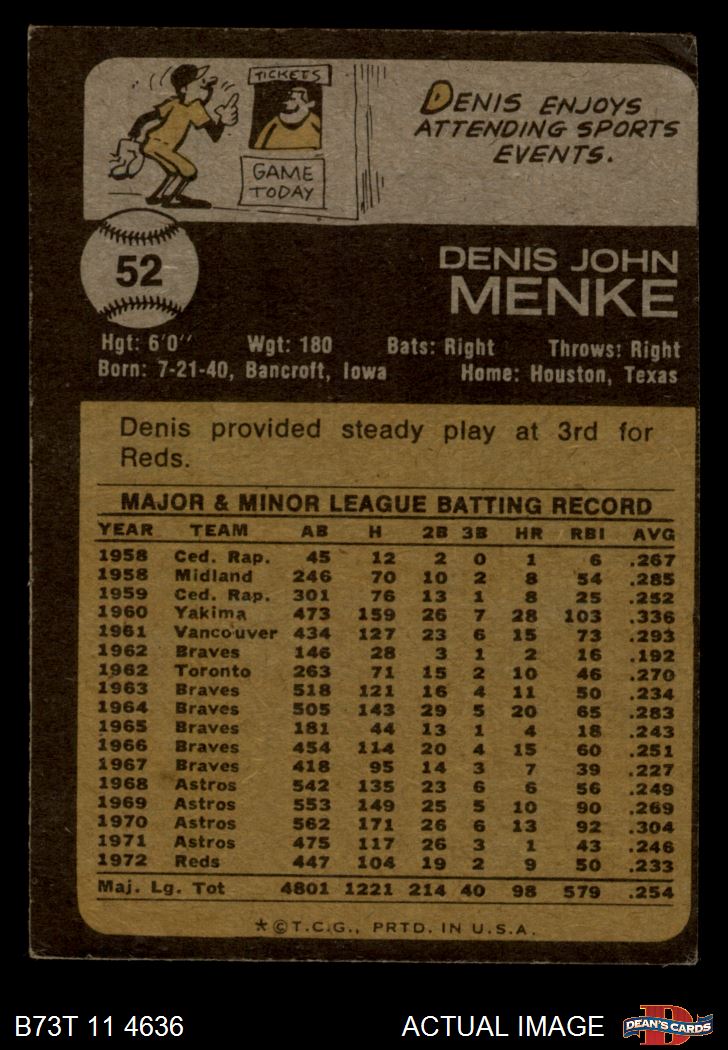 TICKETS
GAME
TODAY
DENIS ENJOYS
ATTENDING SPORTS
EVENTS.
52
DENIS JOHN
MENKE
Hgt: 6'0" Wgt: 180 Bats: Right Throws: Right
Born: 7-21-40, Bancroft, Iowa Home: Houston, Texas
Denis provided steady play at 3rd for
Reds.
MAJOR & MINOR LEAGUE BATTING RECORD
YEAR TEAM AB H 2B 3B HR RBI AVG
1958 Ced. Rap. 45 12 2 0 1 6 .267
1958 Midland 246 70 10 2 8 54 .285
1959 Ced. Rap. 301 76 13 1 8 25 .252
1960 Yakima 473 159 26 7 28 103 .336
1961 Vancouver 434 127 23 6 15 73 .293
1962 Braves 146 28 3 1 2 16 .192
1962 Toronto 263 71 15 2 10 46 .270
1963 Braves 518 121 16 4 11 50 .234
1964 Braves 505 143 29 5 20 65 .283
1965 Braves 181 44 13 1 4 18 .243
1966 Braves 454 114 20 4 15 60 .251
1967 Braves 418 95 14 3 7 39 .227
1968 Astros 542 135 23 6 6 56 .249
1969 Astros 553 149 25 5 10 90 .269
1970 Astros 562 171 26 6 13 92 .304
1971 Astros 475 117 26 3 1 43 .246
1972 Reds 447 104 19 2 9 50 .233
Maj. Lg. Tot 4801 1221 214 40 98 579 .254
*©T.C.G., PRTD. IN U.S.A.
B73T 11 4636 ACTUAL IMAGE D DEAN'S CARDS